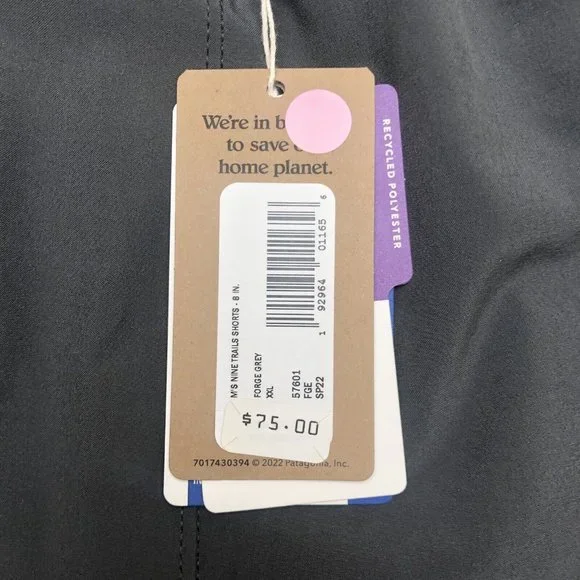 We're in b
to save
home planet.
RECYCLED POLYESTER
1 92964 01165 6
M'S NINE TRAILS SHORTS - 8 IN.
FORGE GREY
XXL
57601
FGE
SP22
$75.00
7017430394 © 2022 Patagonia, Inc.